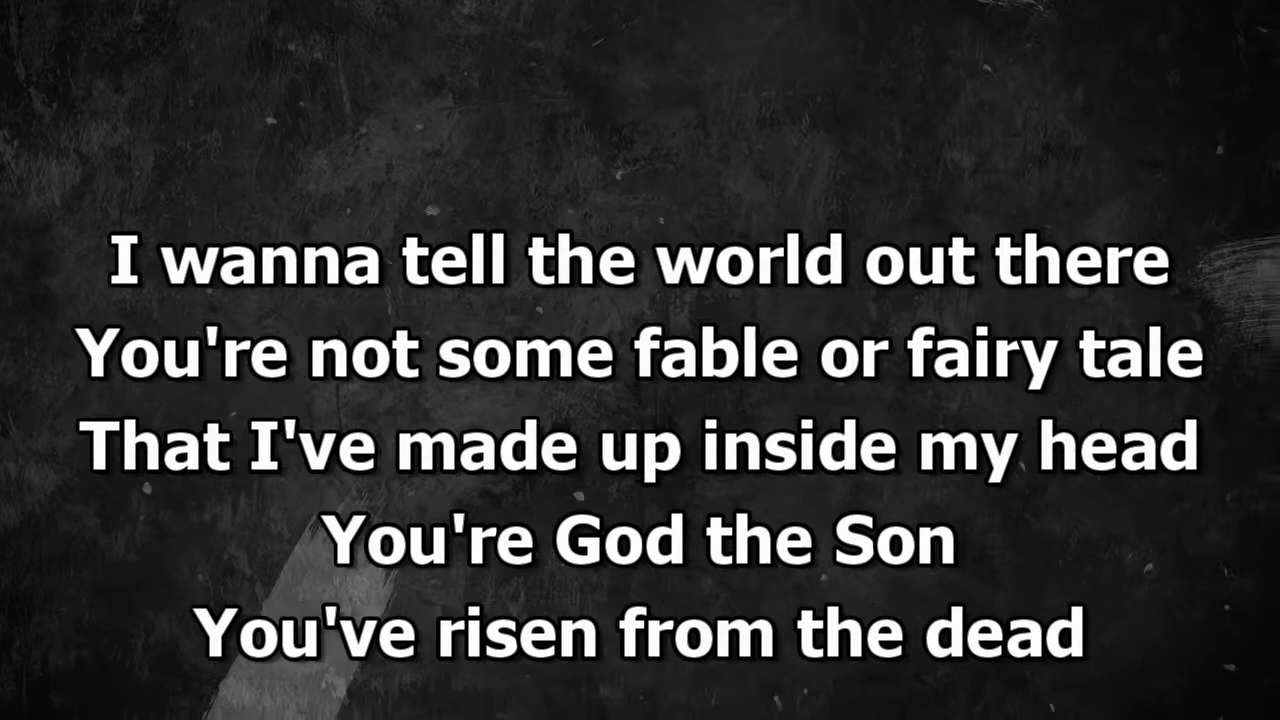 I wanna tell the world out there
You're not some fable or fairy tale
That I've made up inside my head
You're God the Son
You've risen from the dead